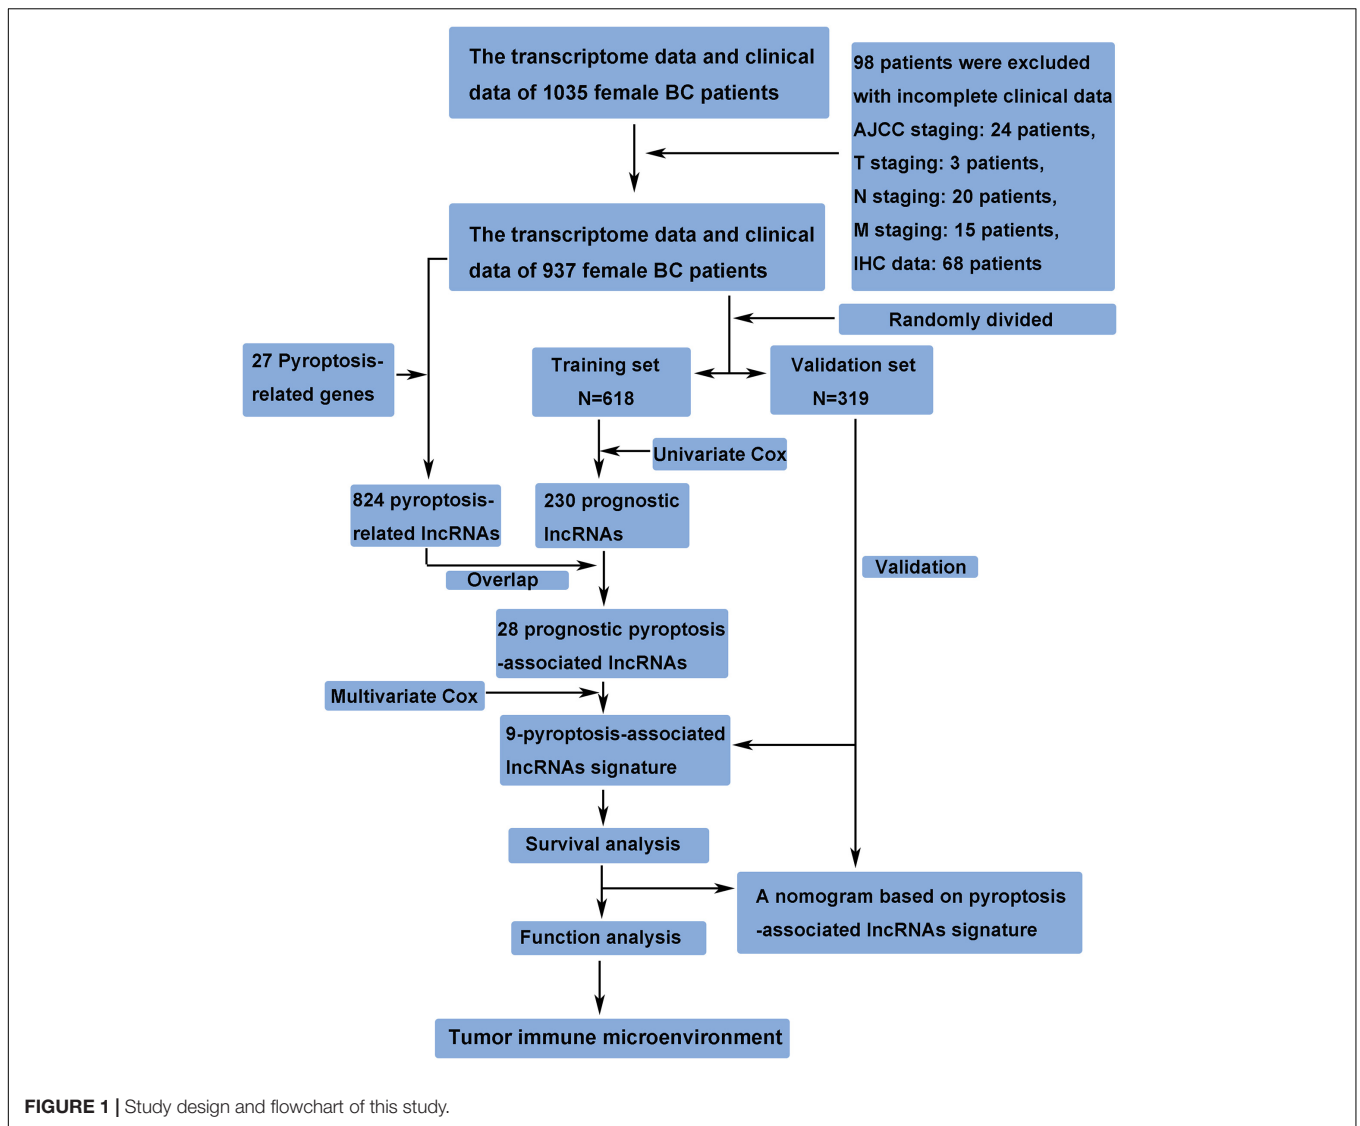 The transcriptome data and clinical
data of 1035 female BC patients
98 patients were excluded
with incomplete clinical data
AJCC staging: 24 patients,
T staging: 3 patients,
N staging: 20 patients,
M staging: 15 patients,
IHC data: 68 patients
The transcriptome data and clinical
data of 937 female BC patients
Randomly divided
27 Pyroptosis-
related genes
Training set
N=618
Validation set
N=319
Univariate Cox
824 pyroptosis-
related lncRNAs
230 prognostic
lncRNAs
Overlap
Validation
28 prognostic pyroptosis
-associated lncRNAs
Multivariate Cox
9-pyroptosis-associated
lncRNAs signature
Survival analysis
A nomogram based on pyroptosis
-associated lncRNAs signature
Function analysis
Tumor immune microenvironment
FIGURE 1 | Study design and flowchart of this study.